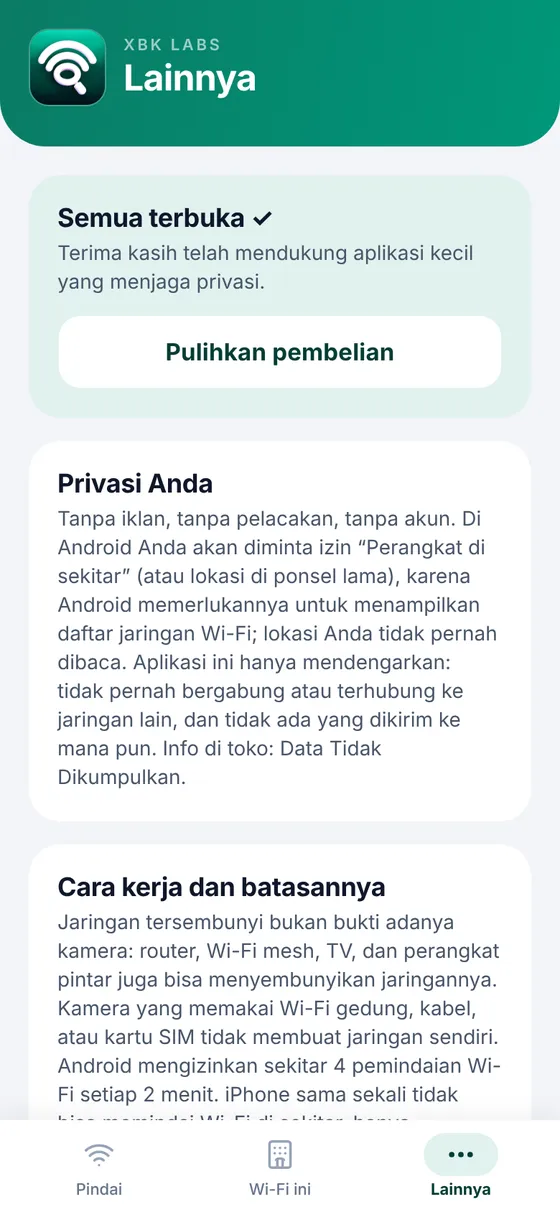 XBK LABS
Lainnya
Semua terbuka ✓
Terima kasih telah mendukung aplikasi kecil
yang menjaga privasi.
Pulihkan pembelian
Privasi Anda
Tanpa iklan, tanpa pelacakan, tanpa akun. Di
Android Anda akan diminta izin “Perangkat di
sekitar” (atau lokasi di ponsel lama), karena
Android memerlukannya untuk menampilkan
daftar jaringan Wi-Fi; lokasi Anda tidak pernah
dibaca. Aplikasi ini hanya mendengarkan:
tidak pernah bergabung atau terhubung ke
jaringan lain, dan tidak ada yang dikirim ke
mana pun. Info di toko: Data Tidak
Dikumpulkan.
Cara kerja dan batasannya
Jaringan tersembunyi bukan bukti adanya
kamera: router, Wi-Fi mesh, TV, dan perangkat
pintar juga bisa menyembunyikan jaringannya.
Kamera yang memakai Wi-Fi gedung, kabel,
atau kartu SIM tidak membuat jaringan sendiri.
Android mengizinkan sekitar 4 pemindaian Wi-
Fi setiap 2 menit. iPhone sama sekali tidak
Pindai
Wi-Fi ini
Lainnya